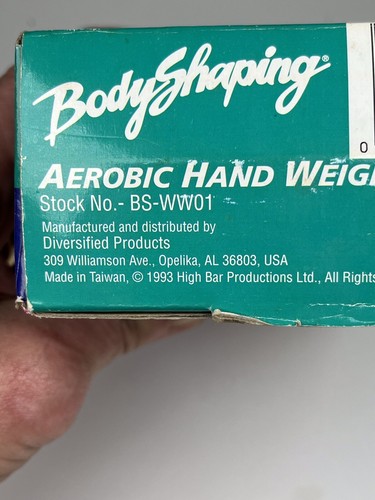 BodyShaping®
AEROBIC HAND WEIG
Stock No.- BS-WW01
Manufactured and distributed by
Diversified Products
309 Williamson Ave., Opelika, AL 36803, USA
Made in Taiwan, © 1993 High Bar Productions Ltd., All Rights
0